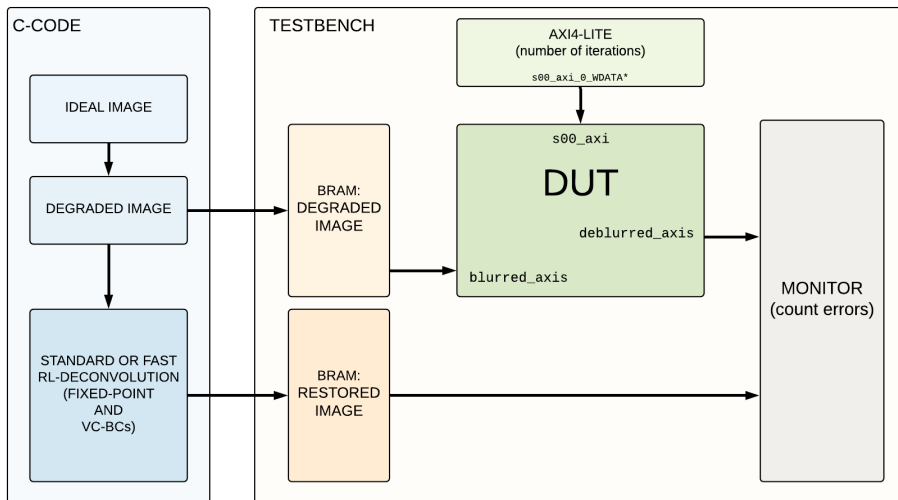 C-CODE
IDEAL IMAGE
DEGRADED IMAGE
STANDARD OR FAST
RL-DECONVOLUTION
(FIXED-POINT
AND
VC-BCs)
TESTBENCH
AXI4-LITE
(number of iterations)
s00_axi_0_WDATA*
BRAM:
DEGRADED
IMAGE
s00_axi
DUT
deblurred_axis
blurred_axis
BRAM:
RESTORED
IMAGE
MONITOR
(count errors)